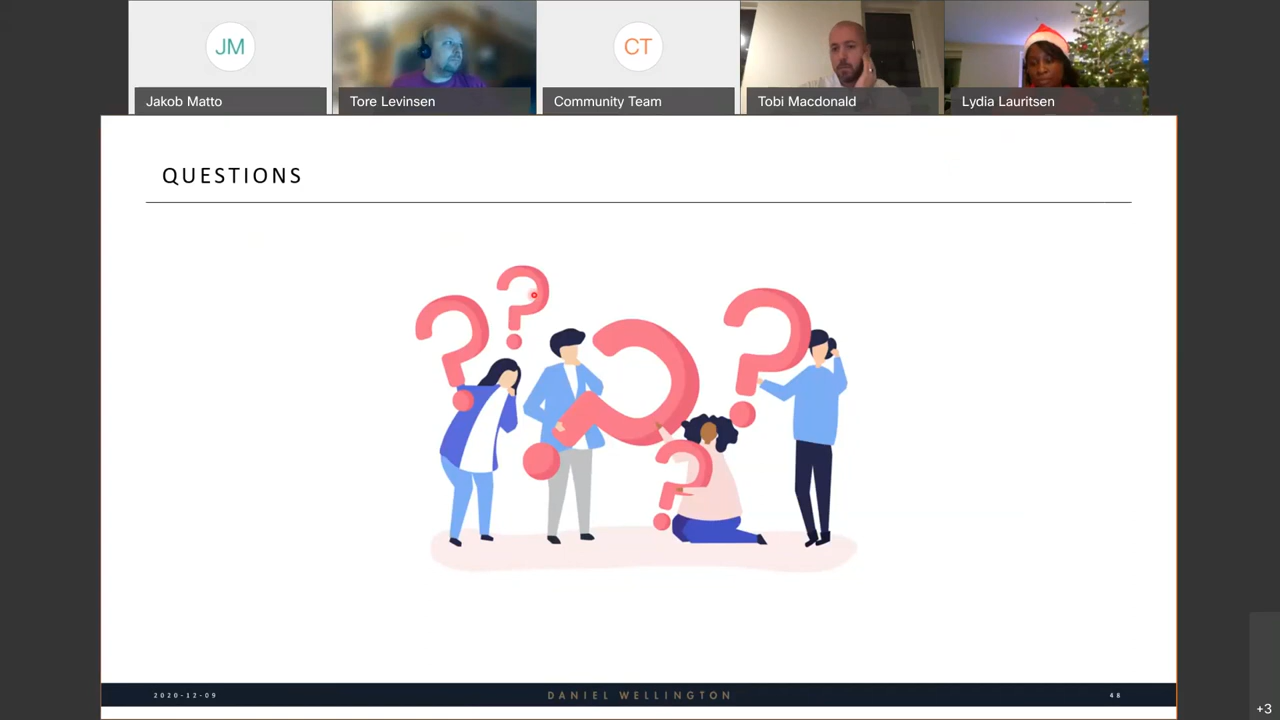 JM
CT
Jakob Matto
Tore Levinsen
Community Team
Tobi Macdonald
Lydia Lauritsen
QUESTIONS
2020-12-09
DANIEL WELLINGTON
48
+3